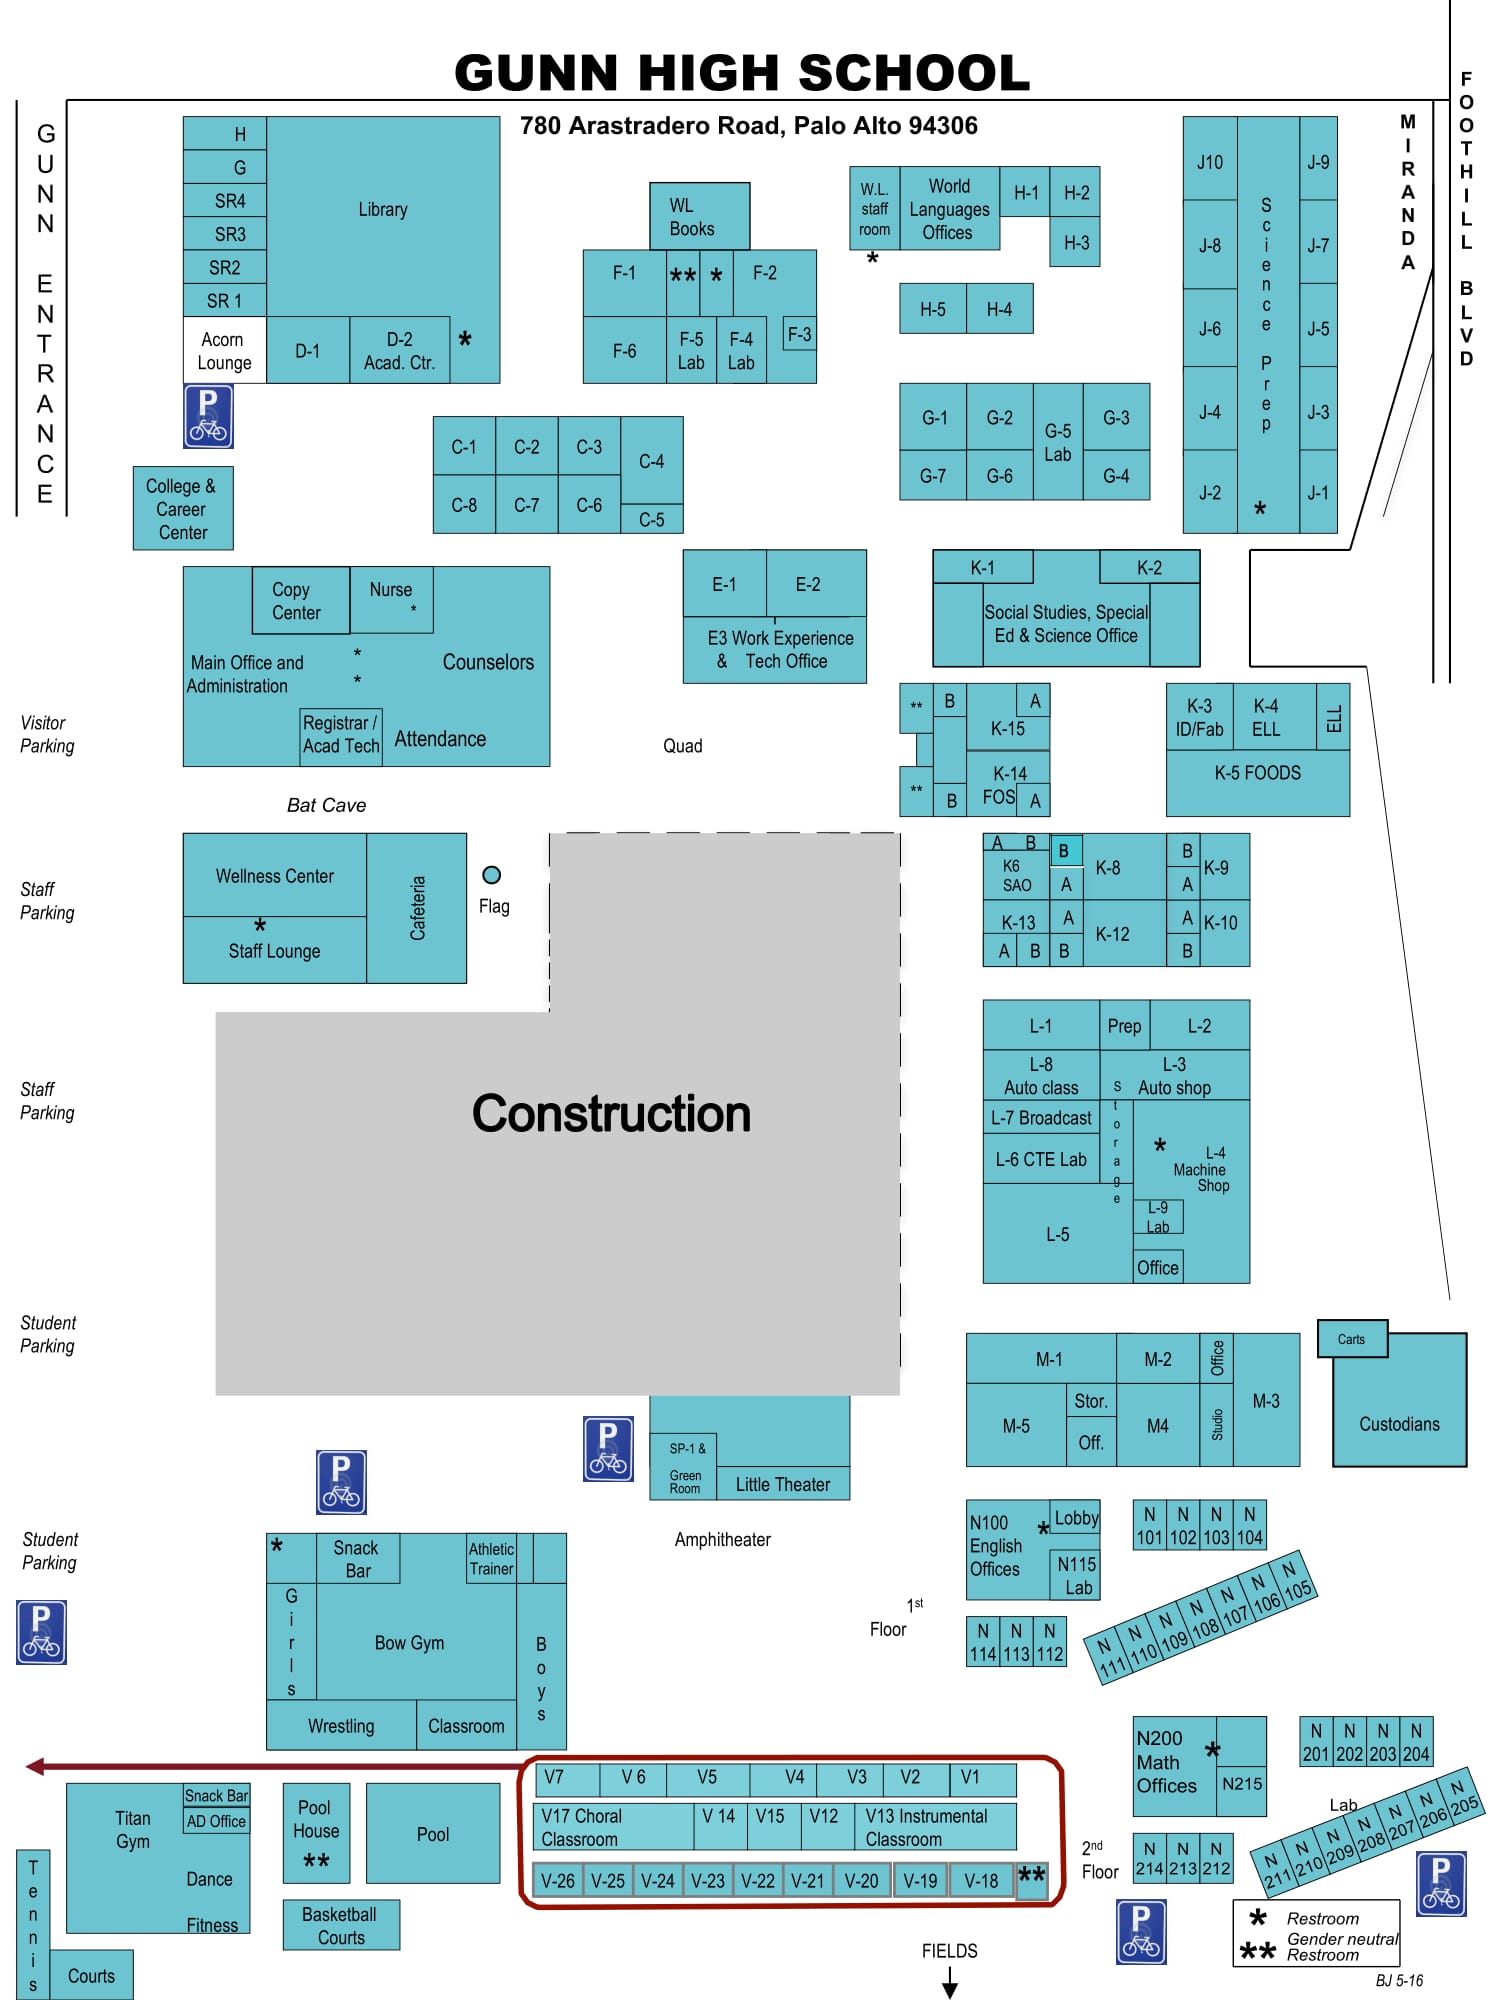 GUNN HIGH SCHOOL
780 Arastradero Road, Palo Alto 94306
GUNN ENTRANCE
MIRANDA
FOOTHILL BLVD
H
G
SR4
SR3
SR2
SR 1
Library
Acorn
Lounge
D-1
D-2
Acad. Ctr.
*
P
WL
Books
F-1
**
*
F-2
F-6
F-5
Lab
F-4
Lab
F-3
W.L.
staff
room
*
World
Languages
Offices
H-1
H-2
H-3
H-5
H-4
J10
J-8
J-6
J-4
J-2
Science Prep
*
J-9
J-7
J-5
J-3
J-1
College &
Career
Center
C-1
C-2
C-3
C-4
C-8
C-7
C-6
C-5
G-1
G-2
G-5
Lab
G-3
G-7
G-6
G-4
Copy
Center
Nurse
*
Main Office and
Administration
*
*
Counselors
Registrar /
Acad Tech
Attendance
E-1
E-2
E3 Work Experience
& Tech Office
K-1
K-2
Social Studies, Special
Ed & Science Office
Visitor
Parking
Quad
**
B
A
K-15
K-14
FOS
**
B
A
K-3
ID/Fab
K-4
ELL
ELL
K-5 FOODS
Bat Cave
Wellness Center
*
Staff Lounge
Cafeteria
Flag
Staff
Parking
A B
K6
SAO
B
A
K-8
B
A
K-9
K-13
A B
A
B
K-12
A
B
K-10
Staff
Parking
Construction
L-1
Prep
L-2
L-8
Auto class
L-3
Auto shop
Storage
L-7 Broadcast
L-6 CTE Lab
*
L-4
Machine
Shop
L-5
L-9
Lab
Office
Student
Parking
M-1
M-2
Office
M-5
Stor.
Off.
M4
Studio
M-3
Carts
Custodians
P
P
SP-1 &
Green
Room
Little Theater
Amphitheater
Student
Parking
P
*
Snack
Bar
Athletic
Trainer
Girls
Bow Gym
Boys
Wrestling
Classroom
1st
Floor
N100
English
Offices
*
Lobby
N115
Lab
N
101
N
102
N
103
N
104
N
114
N
113
N
112
N
111
N
110
N
109
N
108
N
107
N
106
N
105
Titan
Gym
Snack Bar
AD Office
Dance
Fitness
Pool
House
**
Pool
Basketball
Courts
Tennis
Courts
V7
V 6
V5
V4
V3
V2
V1
V17 Choral
Classroom
V 14
V15
V12
V13 Instrumental
Classroom
V-26
V-25
V-24
V-23
V-22
V-21
V-20
V-19
V-18
**
2nd
Floor
N200
Math
Offices
*
N215
N
201
N
202
N
203
N
204
Lab
N
214
N
213
N
212
N
211
N
210
N
209
N
208
N
207
N
206
N
205
FIELDS
P
P
* Restroom
** Gender neutral
Restroom
BJ 5-16